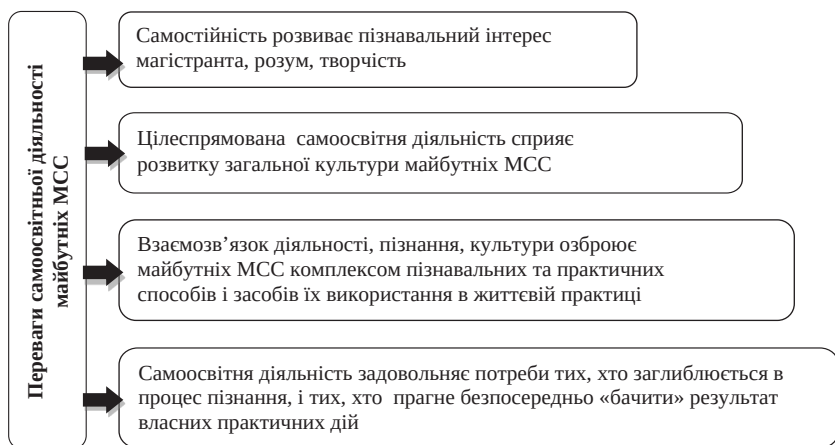 Переваги самоосвітньої діяльності
майбутніх МСС
Самостійність розвиває пізнавальний інтерес
магістранта, розум, творчість
Цілеспрямована самоосвітня діяльність сприяє
розвитку загальної культури майбутніх МСС
Взаємозв’язок діяльності, пізнання, культури озброює
майбутніх МСС комплексом пізнавальних та практичних
способів і засобів їх використання в життєвій практиці
Самоосвітня діяльність задовольняє потреби тих, хто заглиблюється в
процес пізнання, і тих, хто прагне безпосередньо «бачити» результат
власних практичних дій